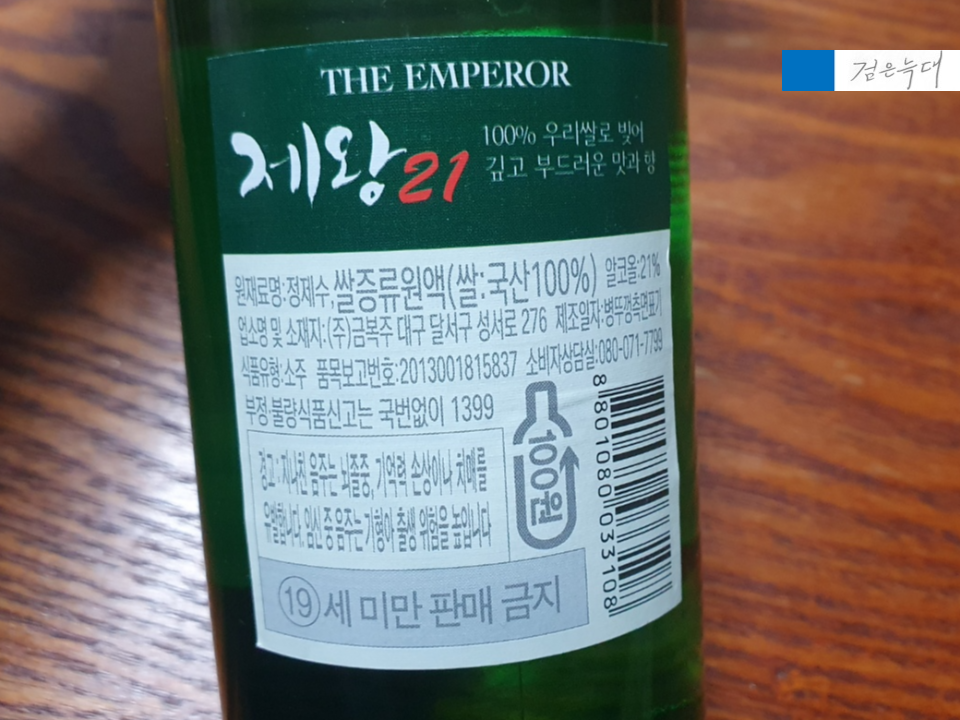 검은늑대
THE EMPEROR
제왕21
100% 우리쌀로 빚어
깊고 부드러운 맛과 향
원재료명:정제수,쌀증류원액(쌀:국산100%) 알코올:21%
업소명 및 소재지:(주)금복주 대구 달서구 성서로 276 제조일자:병뚜껑측면표기
식품유형:소주 품목보고번호:2013001815837 소비자상담실:080-071-7799
부정·불량식품신고는 국번없이 1399
100원
경고 : 지나친 음주는 뇌졸중, 기억력 손상이나 치매를
유발합니다. 임신 중 음주는 기형아 출생 위험을 높입니다
8 801080 033108
19세 미만 판매 금지